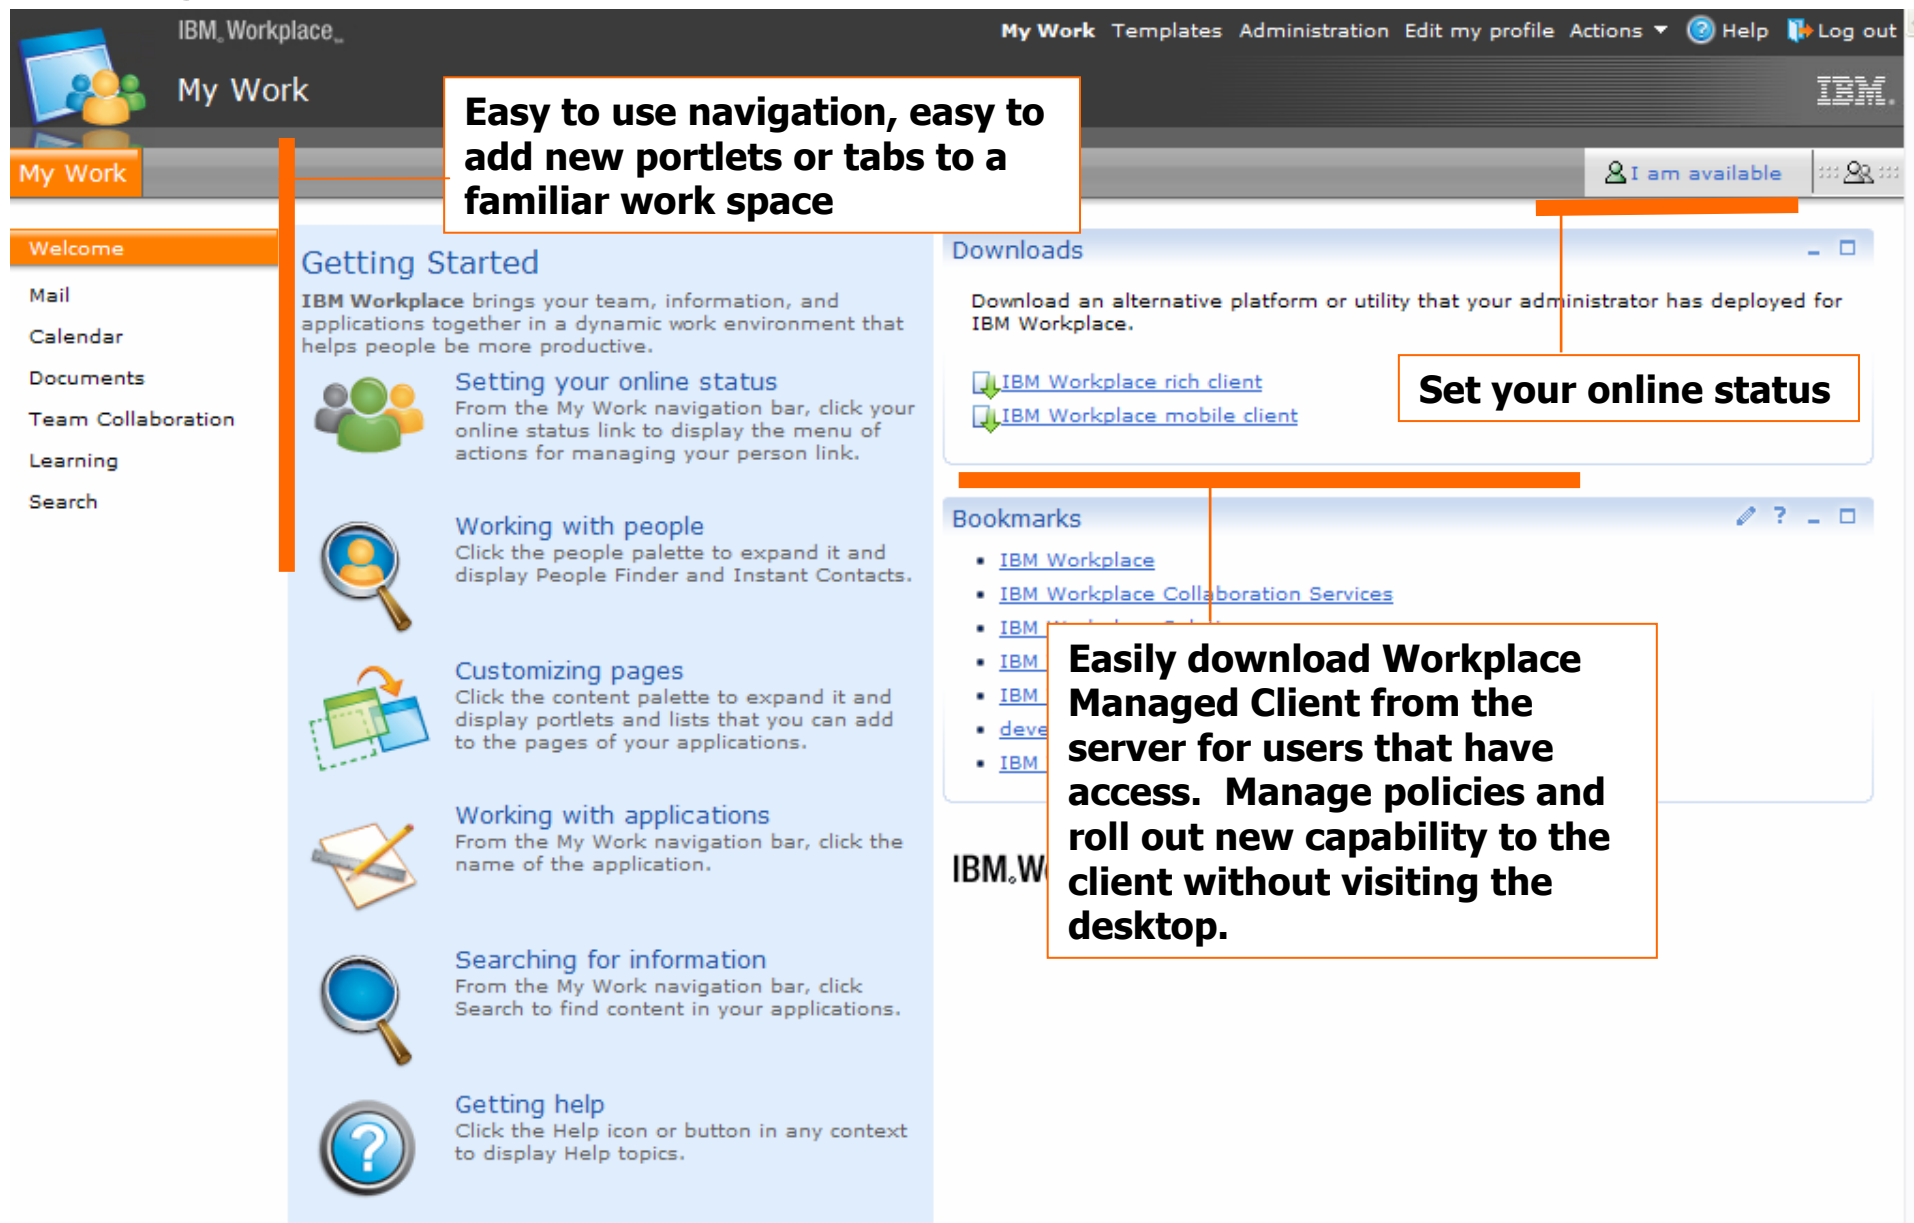 IBM Workplace™
My Work Templates Administration Edit my profile Actions Help Log out
My Work
IBM.
Easy to use navigation, easy to
add new portlets or tabs to a
familiar work space
My Work
I am available
Welcome
Mail
Calendar
Documents
Team Collaboration
Learning
Search
Getting Started
IBM Workplace brings your team, information, and
applications together in a dynamic work environment that
helps people be more productive.
Setting your online status
From the My Work navigation bar, click your
online status link to display the menu of
actions for managing your person link.
Working with people
Click the people palette to expand it and
display People Finder and Instant Contacts.
Customizing pages
Click the content palette to expand it and
display portlets and lists that you can add
to the pages of your applications.
Working with applications
From the My Work navigation bar, click the
name of the application.
Searching for information
From the My Work navigation bar, click
Search to find content in your applications.
Getting help
Click the Help icon or button in any context
to display Help topics.
Downloads
Download an alternative platform or utility that your administrator has deployed for
IBM Workplace.
IBM Workplace rich client
IBM Workplace mobile client
Set your online status
Bookmarks
IBM Workplace
IBM Workplace Collaboration Services
IBM
IBM
IBM
IBM
Easily download Workplace
Managed Client from the
server for users that have
access. Manage policies and
roll out new capability to the
client without visiting the
desktop.
IBM